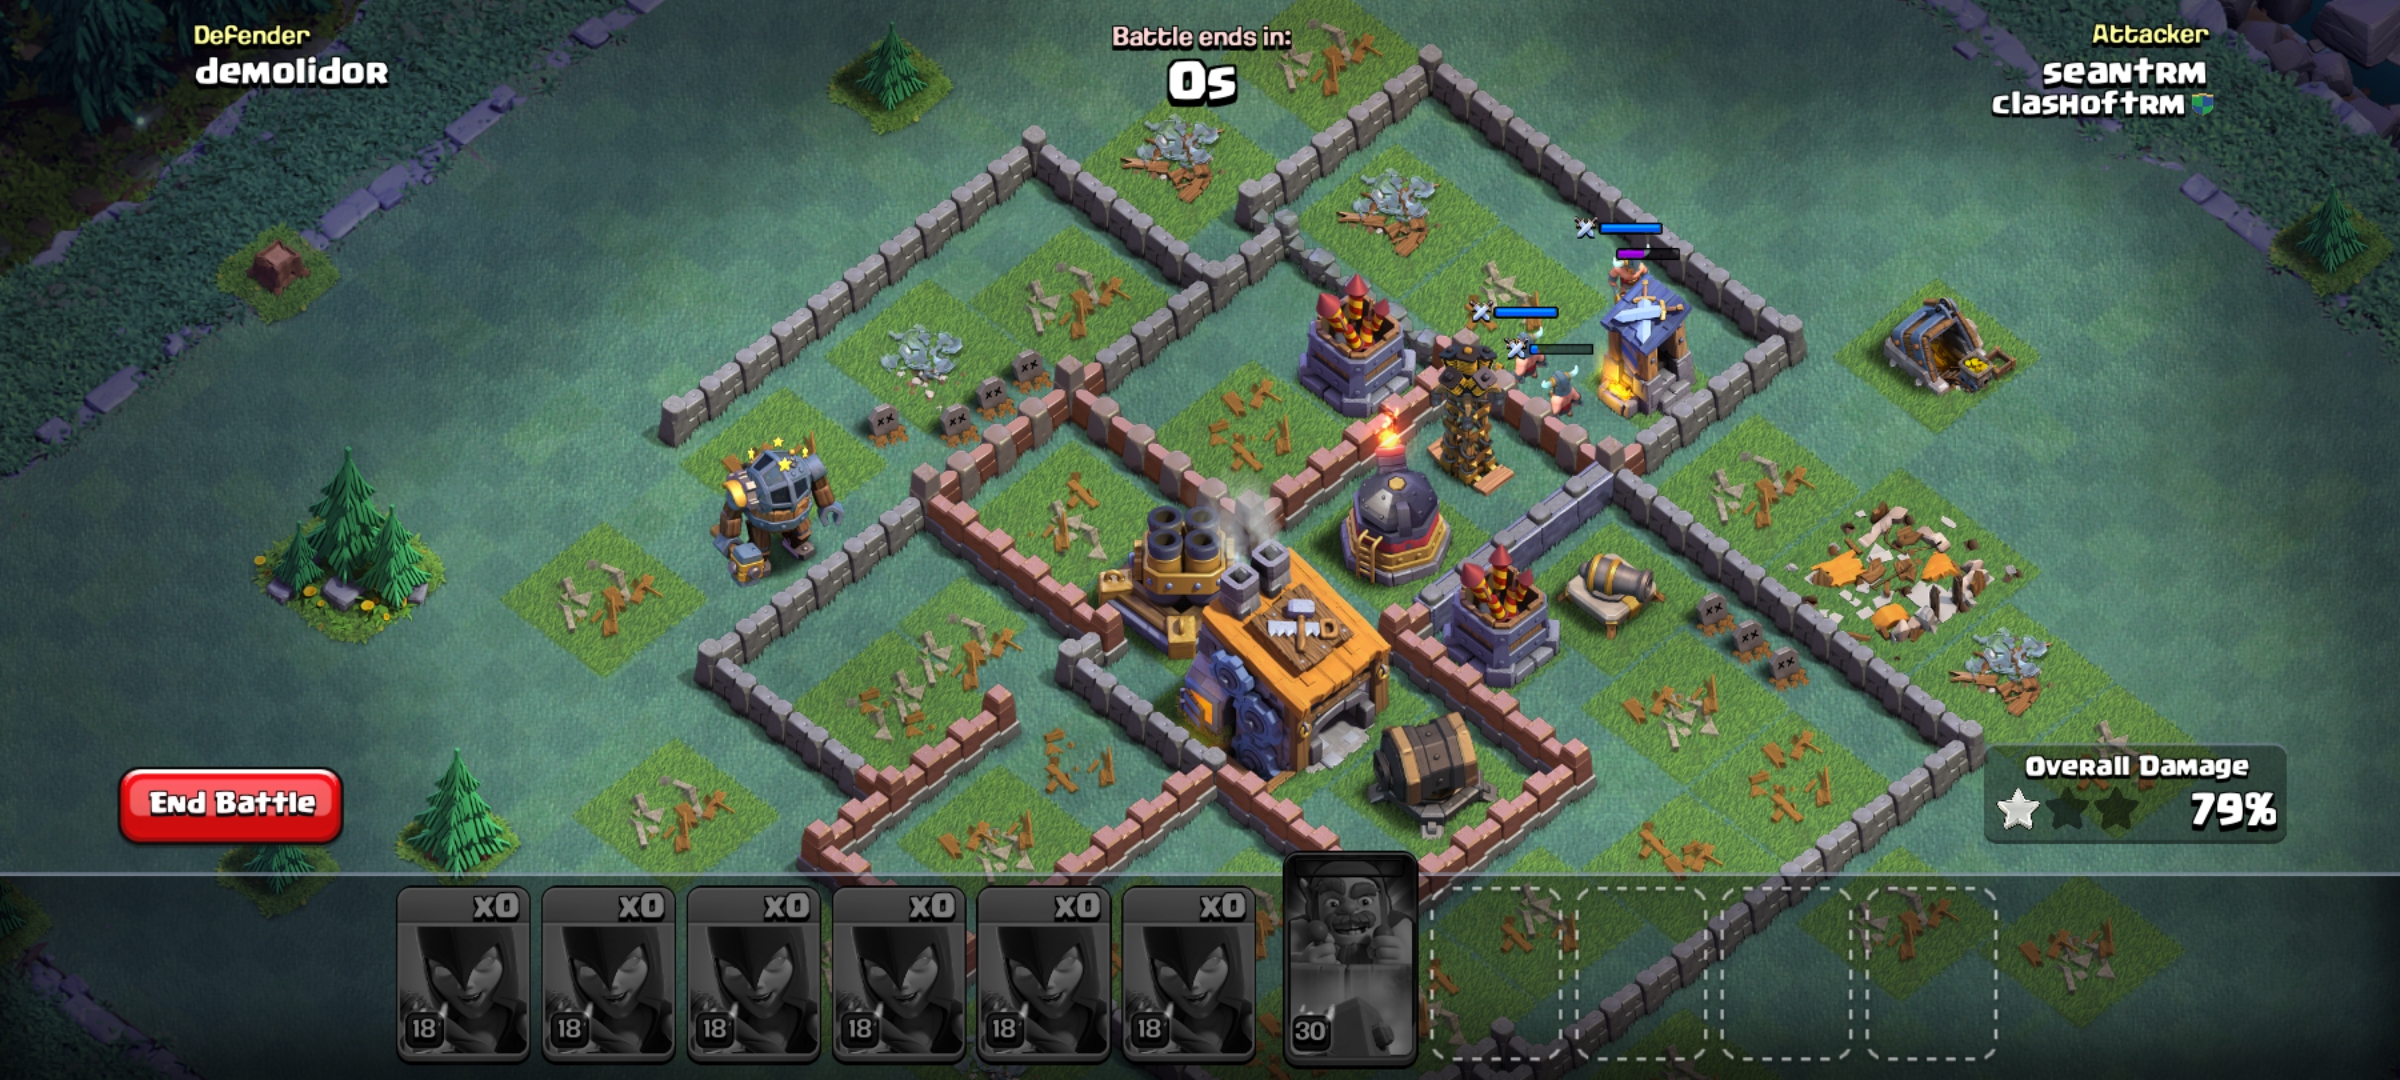 Defender
demolidor
Battle ends in:
0s
Attacker
seantrm
clashoftrm
End Battle
Overall Damage
79%
x0 x0 x0 x0 x0 x0
18 18 18 18 18 18 30